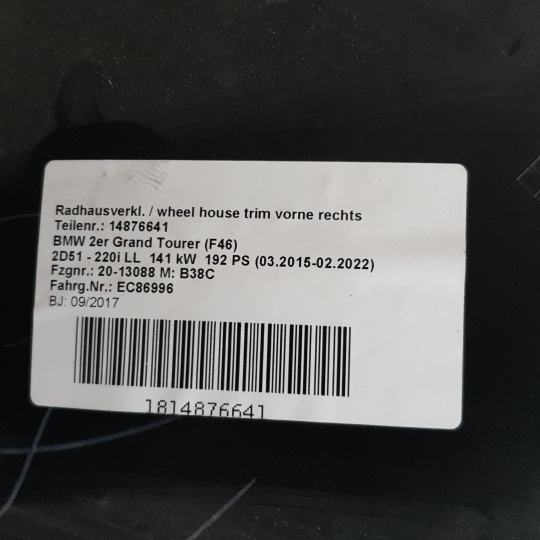 Radhausverkl. / wheel house trim vorne rechts
Teilenr.: 14876641
BMW 2er Grand Tourer (F46)
2D51 - 220i LL 141 kW 192 PS (03.2015-02.2022)
Fzgnr.: 20-13088 M: B38C
Fahrg.Nr.: EC86996
BJ: 09/2017
1814876641